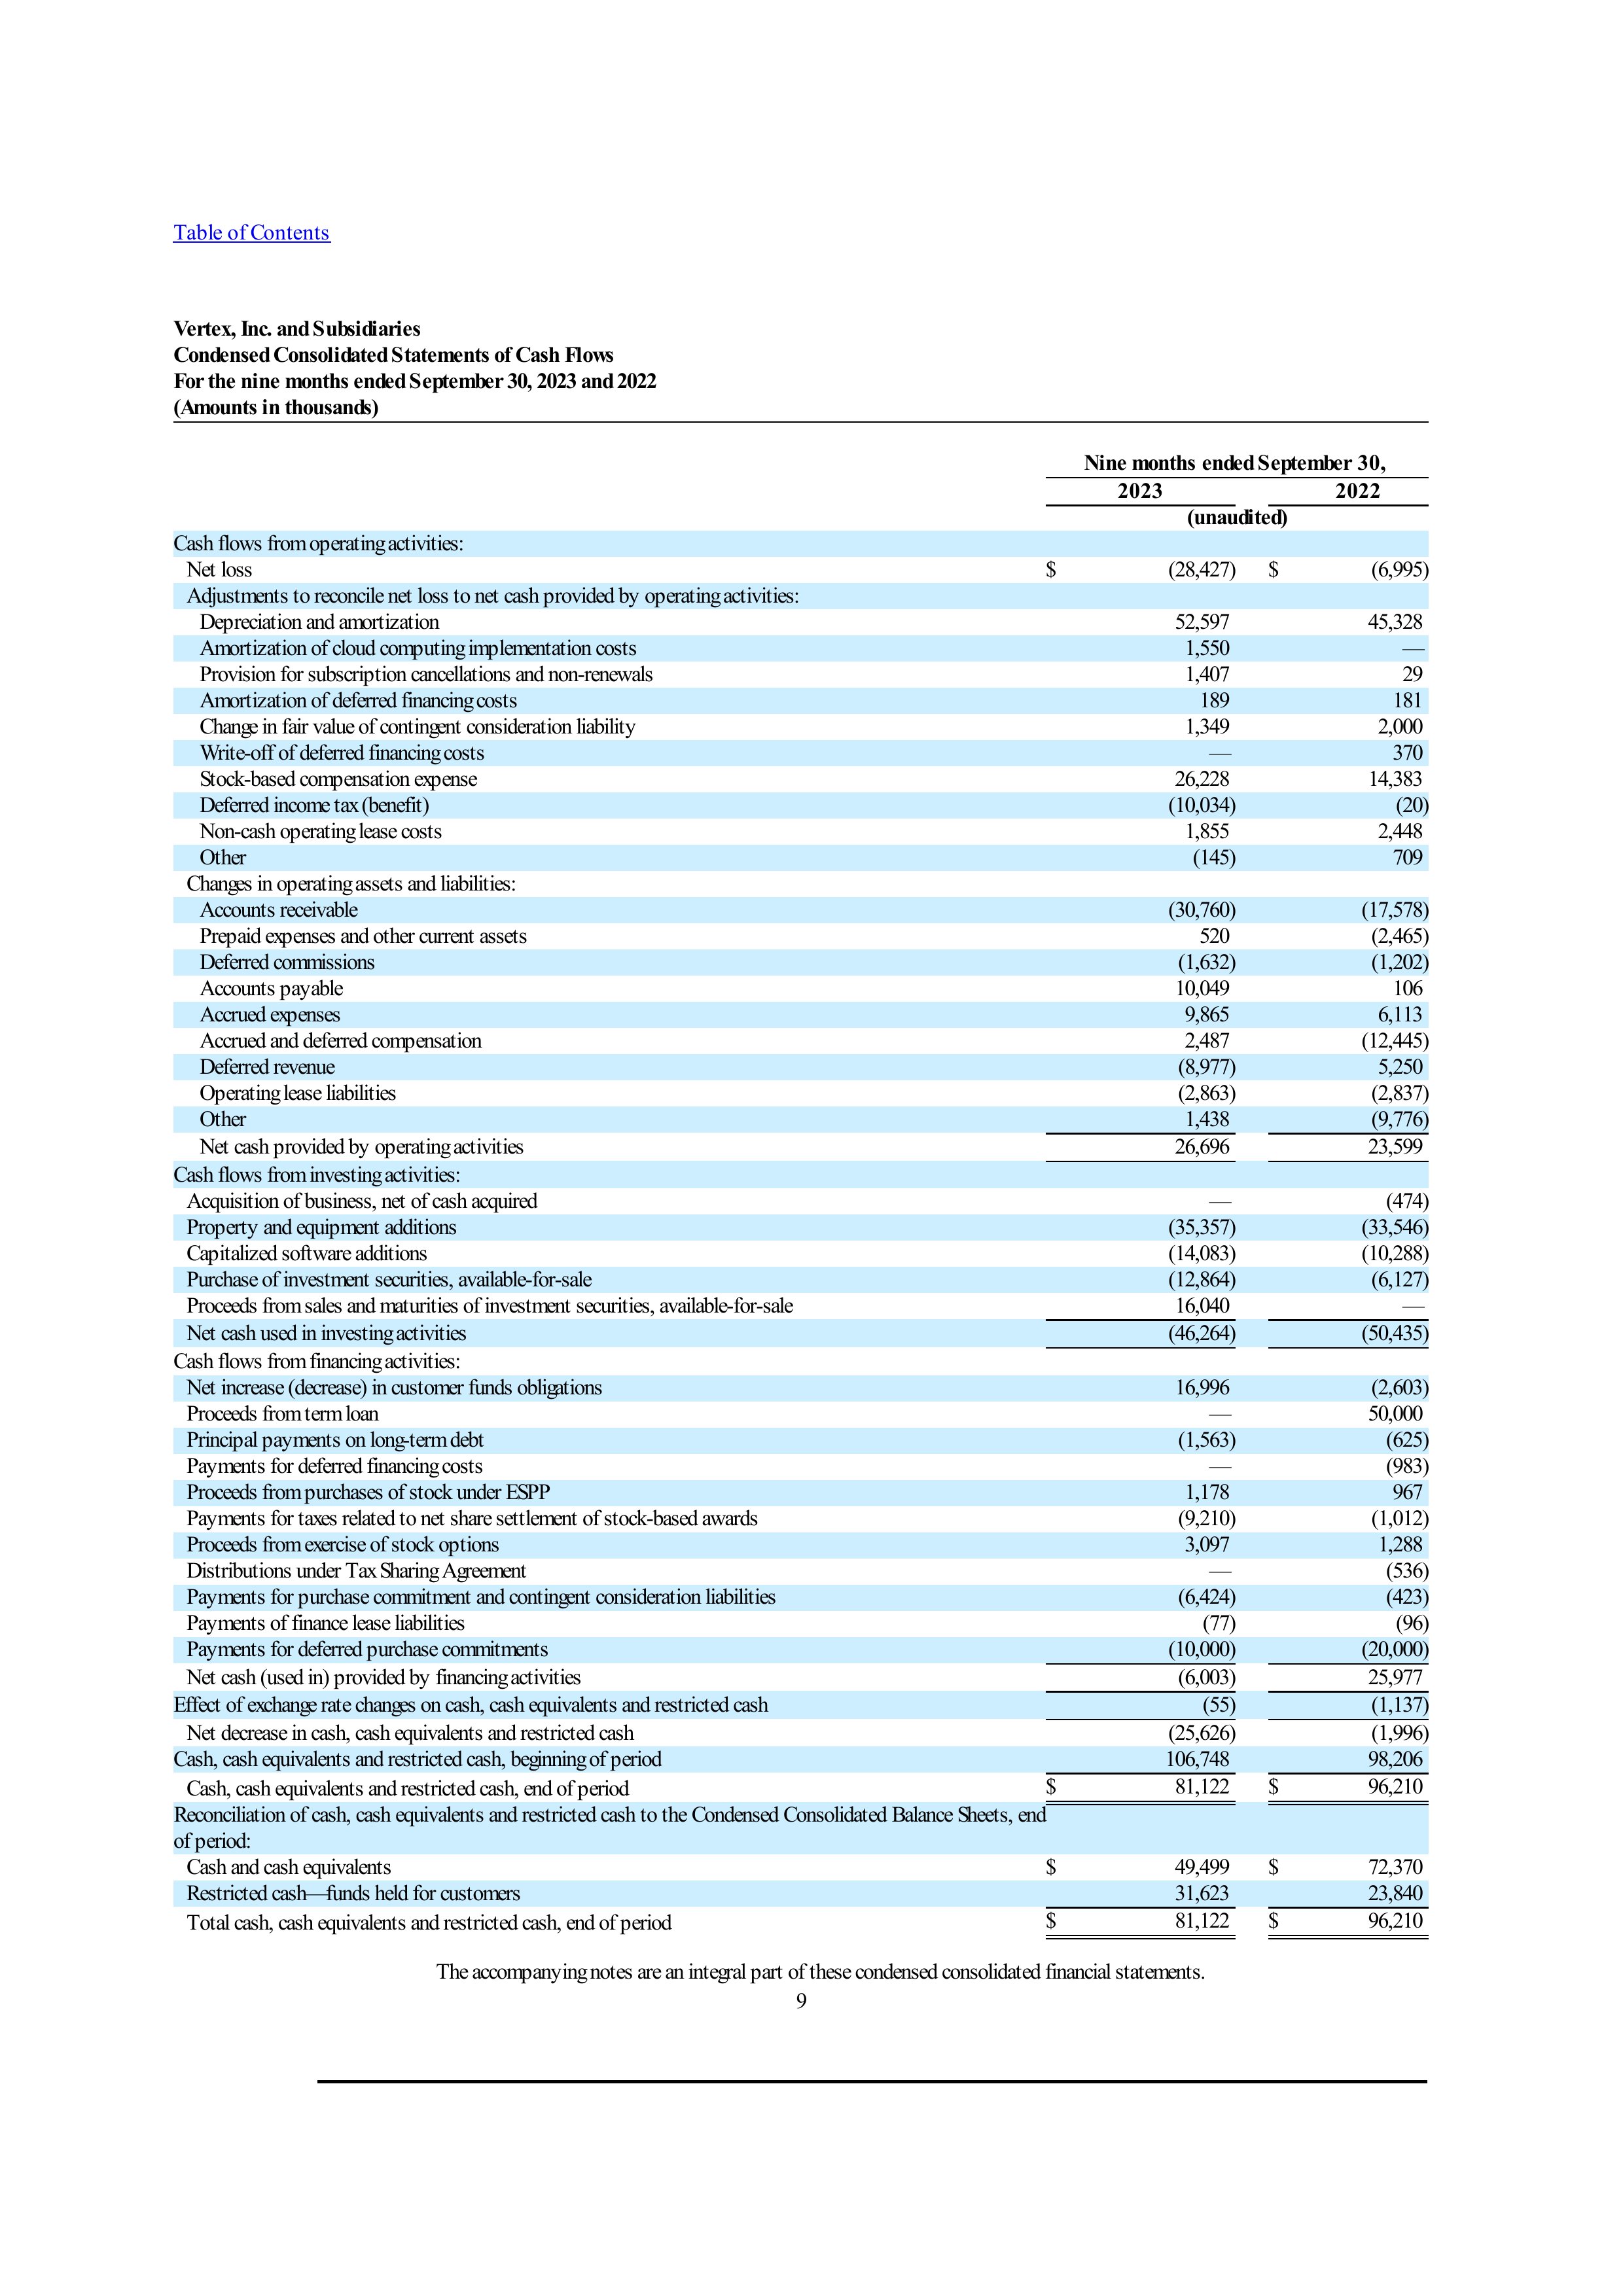 Table of Contents
Vertex, Inc. and Subsidiaries
Condensed Consolidated Statements of Cash Flows
For the nine months ended September 30, 2023 and 2022
(Amounts in thousands)
Nine months ended September 30,
2023 2022
(unaudited)
Cash flows from operating activities:
Net loss $ (28,427) $ (6,995)
Adjustments to reconcile net loss to net cash provided by operating activities:
Depreciation and amortization 52,597 45,328
Amortization of cloud computing implementation costs 1,550 —
Provision for subscription cancellations and non-renewals 1,407 29
Amortization of deferred financing costs 189 181
Change in fair value of contingent consideration liability 1,349 2,000
Write-off of deferred financing costs — 370
Stock-based compensation expense 26,228 14,383
Deferred income tax (benefit) (10,034) (20)
Non-cash operating lease costs 1,855 2,448
Other (145) 709
Changes in operating assets and liabilities:
Accounts receivable (30,760) (17,578)
Prepaid expenses and other current assets 520 (2,465)
Deferred commissions (1,632) (1,202)
Accounts payable 10,049 106
Accrued expenses 9,865 6,113
Accrued and deferred compensation 2,487 (12,445)
Deferred revenue (8,977) 5,250
Operating lease liabilities (2,863) (2,837)
Other 1,438 (9,776)
Net cash provided by operating activities 26,696 23,599
Cash flows from investing activities:
Acquisition of business, net of cash acquired — (474)
Property and equipment additions (35,357) (33,546)
Capitalized software additions (14,083) (10,288)
Purchase of investment securities, available-for-sale (12,864) (6,127)
Proceeds from sales and maturities of investment securities, available-for-sale 16,040 —
Net cash used in investing activities (46,264) (50,435)
Cash flows from financing activities:
Net increase (decrease) in customer funds obligations 16,996 (2,603)
Proceeds from term loan — 50,000
Principal payments on long-term debt (1,563) (625)
Payments for deferred financing costs — (983)
Proceeds from purchases of stock under ESPP 1,178 967
Payments for taxes related to net share settlement of stock-based awards (9,210) (1,012)
Proceeds from exercise of stock options 3,097 1,288
Distributions under Tax Sharing Agreement — (536)
Payments for purchase commitment and contingent consideration liabilities (6,424) (423)
Payments of finance lease liabilities (77) (96)
Payments for deferred purchase commitments (10,000) (20,000)
Net cash (used in) provided by financing activities (6,003) 25,977
Effect of exchange rate changes on cash, cash equivalents and restricted cash (55) (1,137)
Net decrease in cash, cash equivalents and restricted cash (25,626) (1,996)
Cash, cash equivalents and restricted cash, beginning of period 106,748 98,206
Cash, cash equivalents and restricted cash, end of period $ 81,122 $ 96,210
Reconciliation of cash, cash equivalents and restricted cash to the Condensed Consolidated Balance Sheets, end
of period:
Cash and cash equivalents $ 49,499 $ 72,370
Restricted cash—funds held for customers 31,623 23,840
Total cash, cash equivalents and restricted cash, end of period $ 81,122 $ 96,210
The accompanying notes are an integral part of these condensed consolidated financial statements.
9